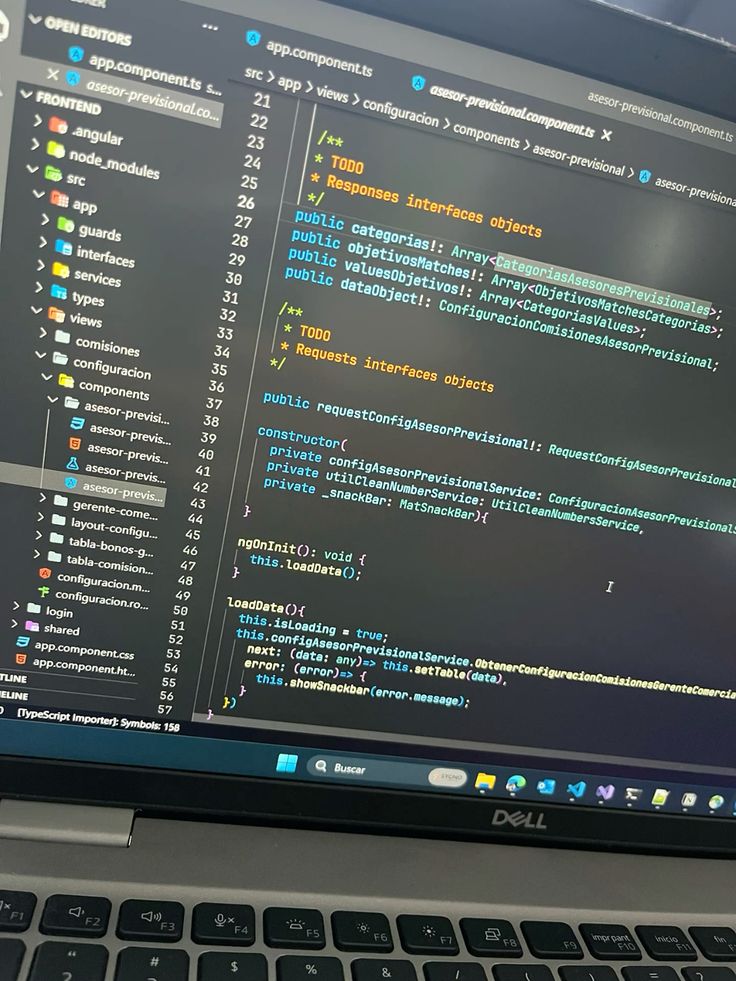 OPEN EDITORS
...
app.component.ts s...
asesor-previsional.co...
FRONTEND
.angular
node_modules
src
app
guards
interfaces
services
types
views
comisiones
configuracion
components
asesor-previsi...
asesor-previs...
asesor-previs...
asesor-previs...
asesor-previs...
gerente-come...
layout-configu...
tabla-bonos-g...
tabla-comision...
configuracion.m...
configuracion.ro...
login
shared
app.component.css
app.component.ht...
TLINE
ELINE
[TypeScript Importer]: Symbols: 158
app.component.ts
asesor-previsional.component.ts
asesor-previsional.component.ts
src > app > views > configuracion > components > asesor-previsional > asesor-previsiona
21
22
23 /**
24 * TODO
25 * Responses interfaces objects
26 */
27 public categorias!: Array<CategoriasAsesoresPrevisionales>;
28 public objetivosMatches!: Array<ObjetivosMatchesCategorias>;
29 public valuesObjetivos!: Array<CategoriasValues>;
30 public dataObject!: ConfiguracionComisionesAsesorPrevisional;
31
32 /**
33 * TODO
34 * Requests interfaces objects
35 */
36
37 public requestConfigAsesorPrevisional!: RequestConfigAsesorPrevisional
38
39 constructor(
40 private configAsesorPrevisionalService: ConfiguracionAsesorPrevisionalS
41 private utilCleanNumberService: UtilCleanNumbersService,
42 private _snackBar: MatSnackBar){
43 }
44
45 ngOnInit(): void {
46 this.loadData();
47 }
48
49 loadData(){
50 this.isLoading = true;
51 this.configAsesorPrevisionalService.ObtenerConfiguracionComisionesGerenteComercia
52 next: (data: any)=> this.setTable(data),
53 error: (error)=> {
54 this.showSnackbar(error.message);
55 }
56 })
57 }
Buscar
DELL
F1 F2 F3 F4 F5 F6 F7 F8 F9 imprpant F10 inicio F11 fin
" # $ % & / ( ) =
2